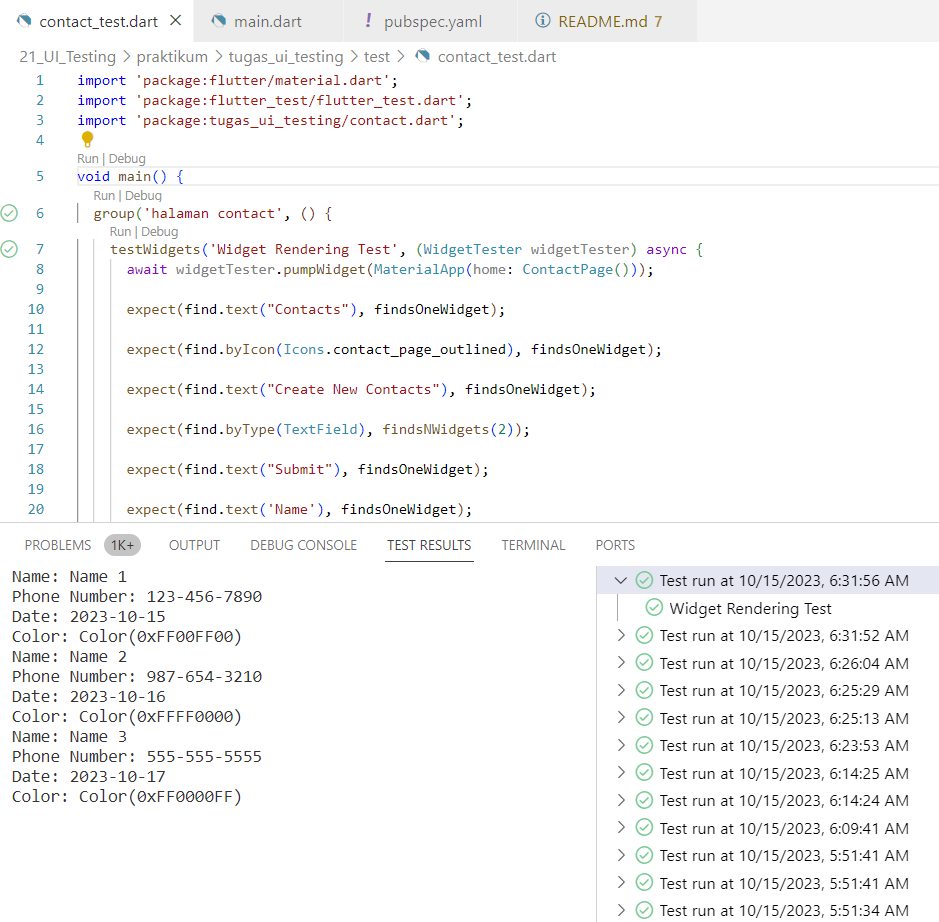 contact_test.dart main.dart pubspec.yaml README.md 7
21_UI_Testing > praktikum > tugas_ui_testing > test > contact_test.dart
1 import 'package:flutter/material.dart';
2 import 'package:flutter_test/flutter_test.dart';
3 import 'package:tugas_ui_testing/contact.dart';
4
Run | Debug
5 void main() {
Run | Debug
6 group('halaman contact', () {
Run | Debug
7 testWidgets('Widget Rendering Test', (WidgetTester widgetTester) async {
8 await widgetTester.pumpWidget(MaterialApp(home: ContactPage()));
9
10 expect(find.text("Contacts"), findsOneWidget);
11
12 expect(find.byIcon(Icons.contact_page_outlined), findsOneWidget);
13
14 expect(find.text("Create New Contacts"), findsOneWidget);
15
16 expect(find.byType(TextField), findsNWidgets(2));
17
18 expect(find.text("Submit"), findsOneWidget);
19
20 expect(find.text('Name'), findsOneWidget);
PROBLEMS 1K+ OUTPUT DEBUG CONSOLE TEST RESULTS TERMINAL PORTS
Name: Name 1
Phone Number: 123-456-7890
Date: 2023-10-15
Color: Color(0xFF00FF00)
Name: Name 2
Phone Number: 987-654-3210
Date: 2023-10-16
Color: Color(0xFFFF0000)
Name: Name 3
Phone Number: 555-555-5555
Date: 2023-10-17
Color: Color(0xFF0000FF)
Test run at 10/15/2023, 6:31:56 AM
Widget Rendering Test
Test run at 10/15/2023, 6:31:52 AM
Test run at 10/15/2023, 6:26:04 AM
Test run at 10/15/2023, 6:25:29 AM
Test run at 10/15/2023, 6:25:13 AM
Test run at 10/15/2023, 6:23:53 AM
Test run at 10/15/2023, 6:14:25 AM
Test run at 10/15/2023, 6:14:24 AM
Test run at 10/15/2023, 6:09:41 AM
Test run at 10/15/2023, 5:51:41 AM
Test run at 10/15/2023, 5:51:41 AM
Test run at 10/15/2023, 5:51:34 AM